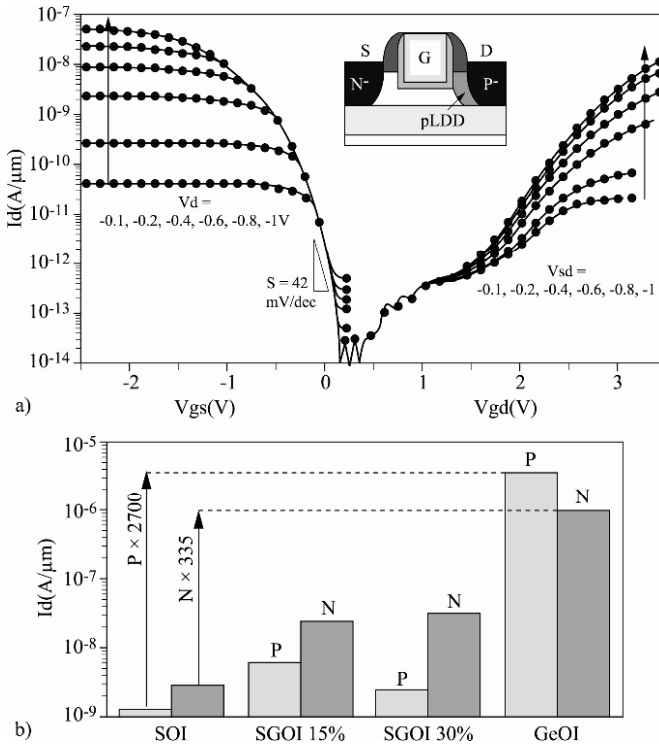 a)
Id(A/μm)
10⁻⁷
10⁻⁸
10⁻⁹
10⁻¹⁰
10⁻¹¹
10⁻¹²
10⁻¹³
10⁻¹⁴
S G D
N⁻ P⁻
pLDD
Vd =
-0.1, -0.2, -0.4, -0.6, -0.8, -1V
S = 42
mV/dec
Vsd =
-0.1, -0.2, -0.4, -0.6, -0.8, -1
-2 -1 0 1 2 3
Vgs(V) Vgd(V)
b)
Id(A/μm)
10⁻⁵
10⁻⁶
10⁻⁷
10⁻⁸
10⁻⁹
P × 2700
N × 335
P N
P N
P N
SOI SGOI 15% SGOI 30% GeOI